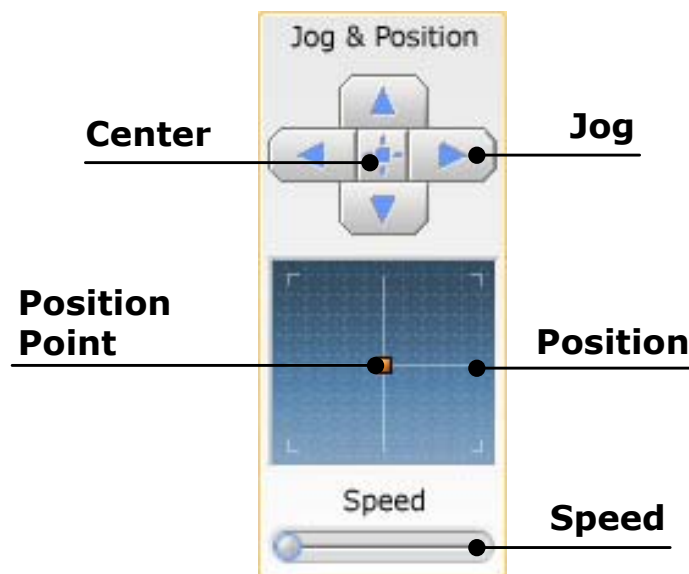 Jog & Position
Center
Jog
Position
Point
Position
Speed
Speed